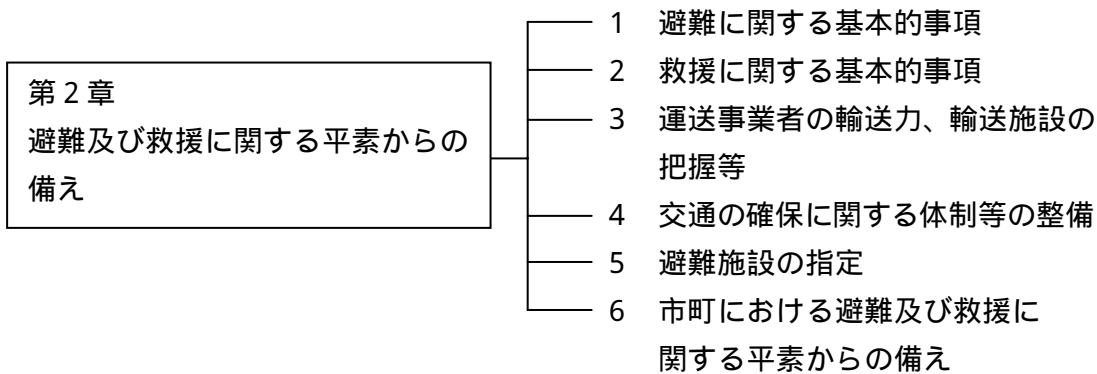 第２章
避難及び救援に関する平素からの
備え
1 避難に関する基本的事項
2 救援に関する基本的事項
3 運送事業者の輸送力、輸送施設の
把握等
4 交通の確保に関する体制等の整備
5 避難施設の指定
6 市町における避難及び救援に
関する平素からの備え